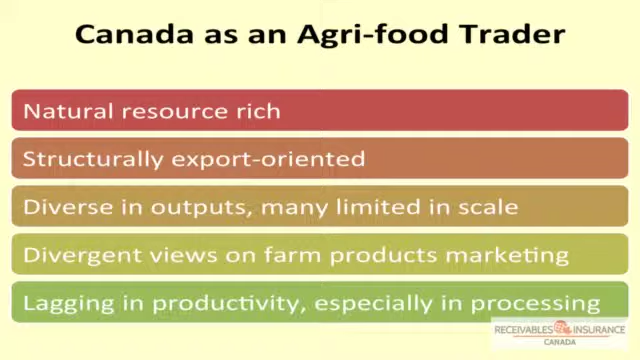 Canada as an Agri-food Trader
Natural resource rich
Structurally export-oriented
Diverse in outputs, many limited in scale
Divergent views on farm products marketing
Lagging in productivity, especially in processing
RECEIVABLES INSURANCE
CANADA